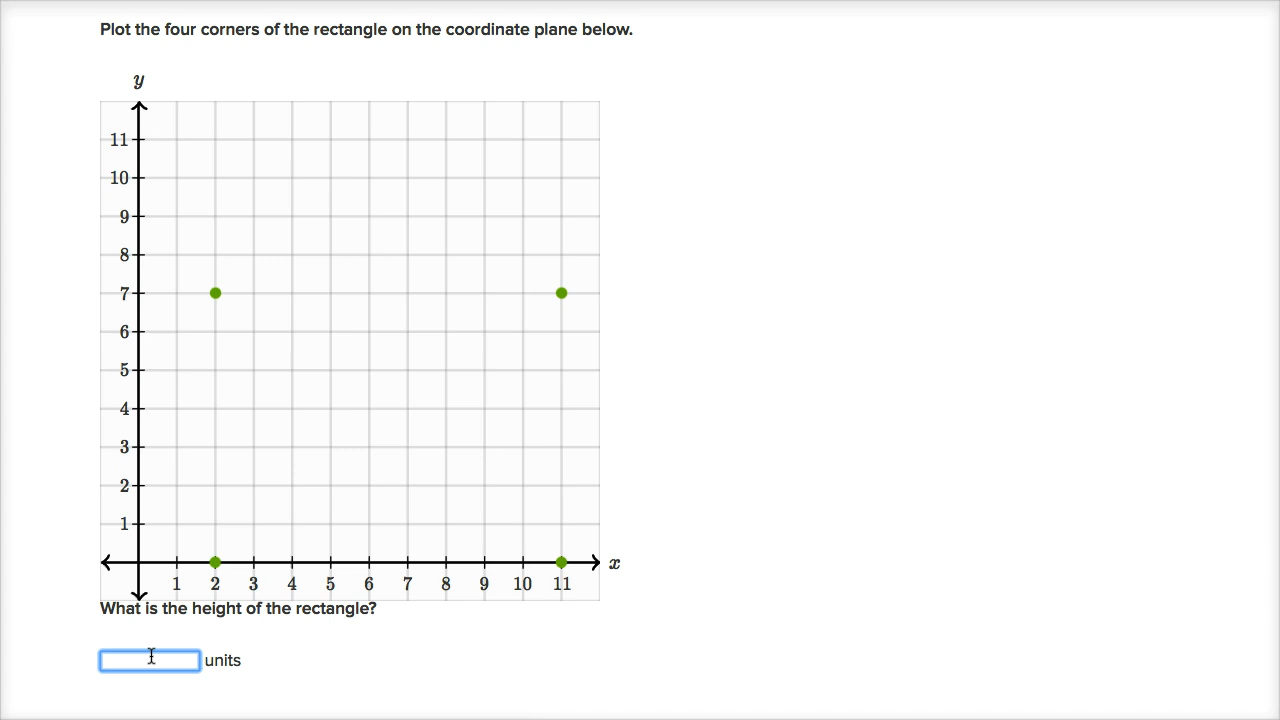 Plot the four corners of the rectangle on the coordinate plane below.
y
11
10
9
8
7
6
5
4
3
2
1
x
1 2 3 4 5 6 7 8 9 10 11
What is the height of the rectangle?
units